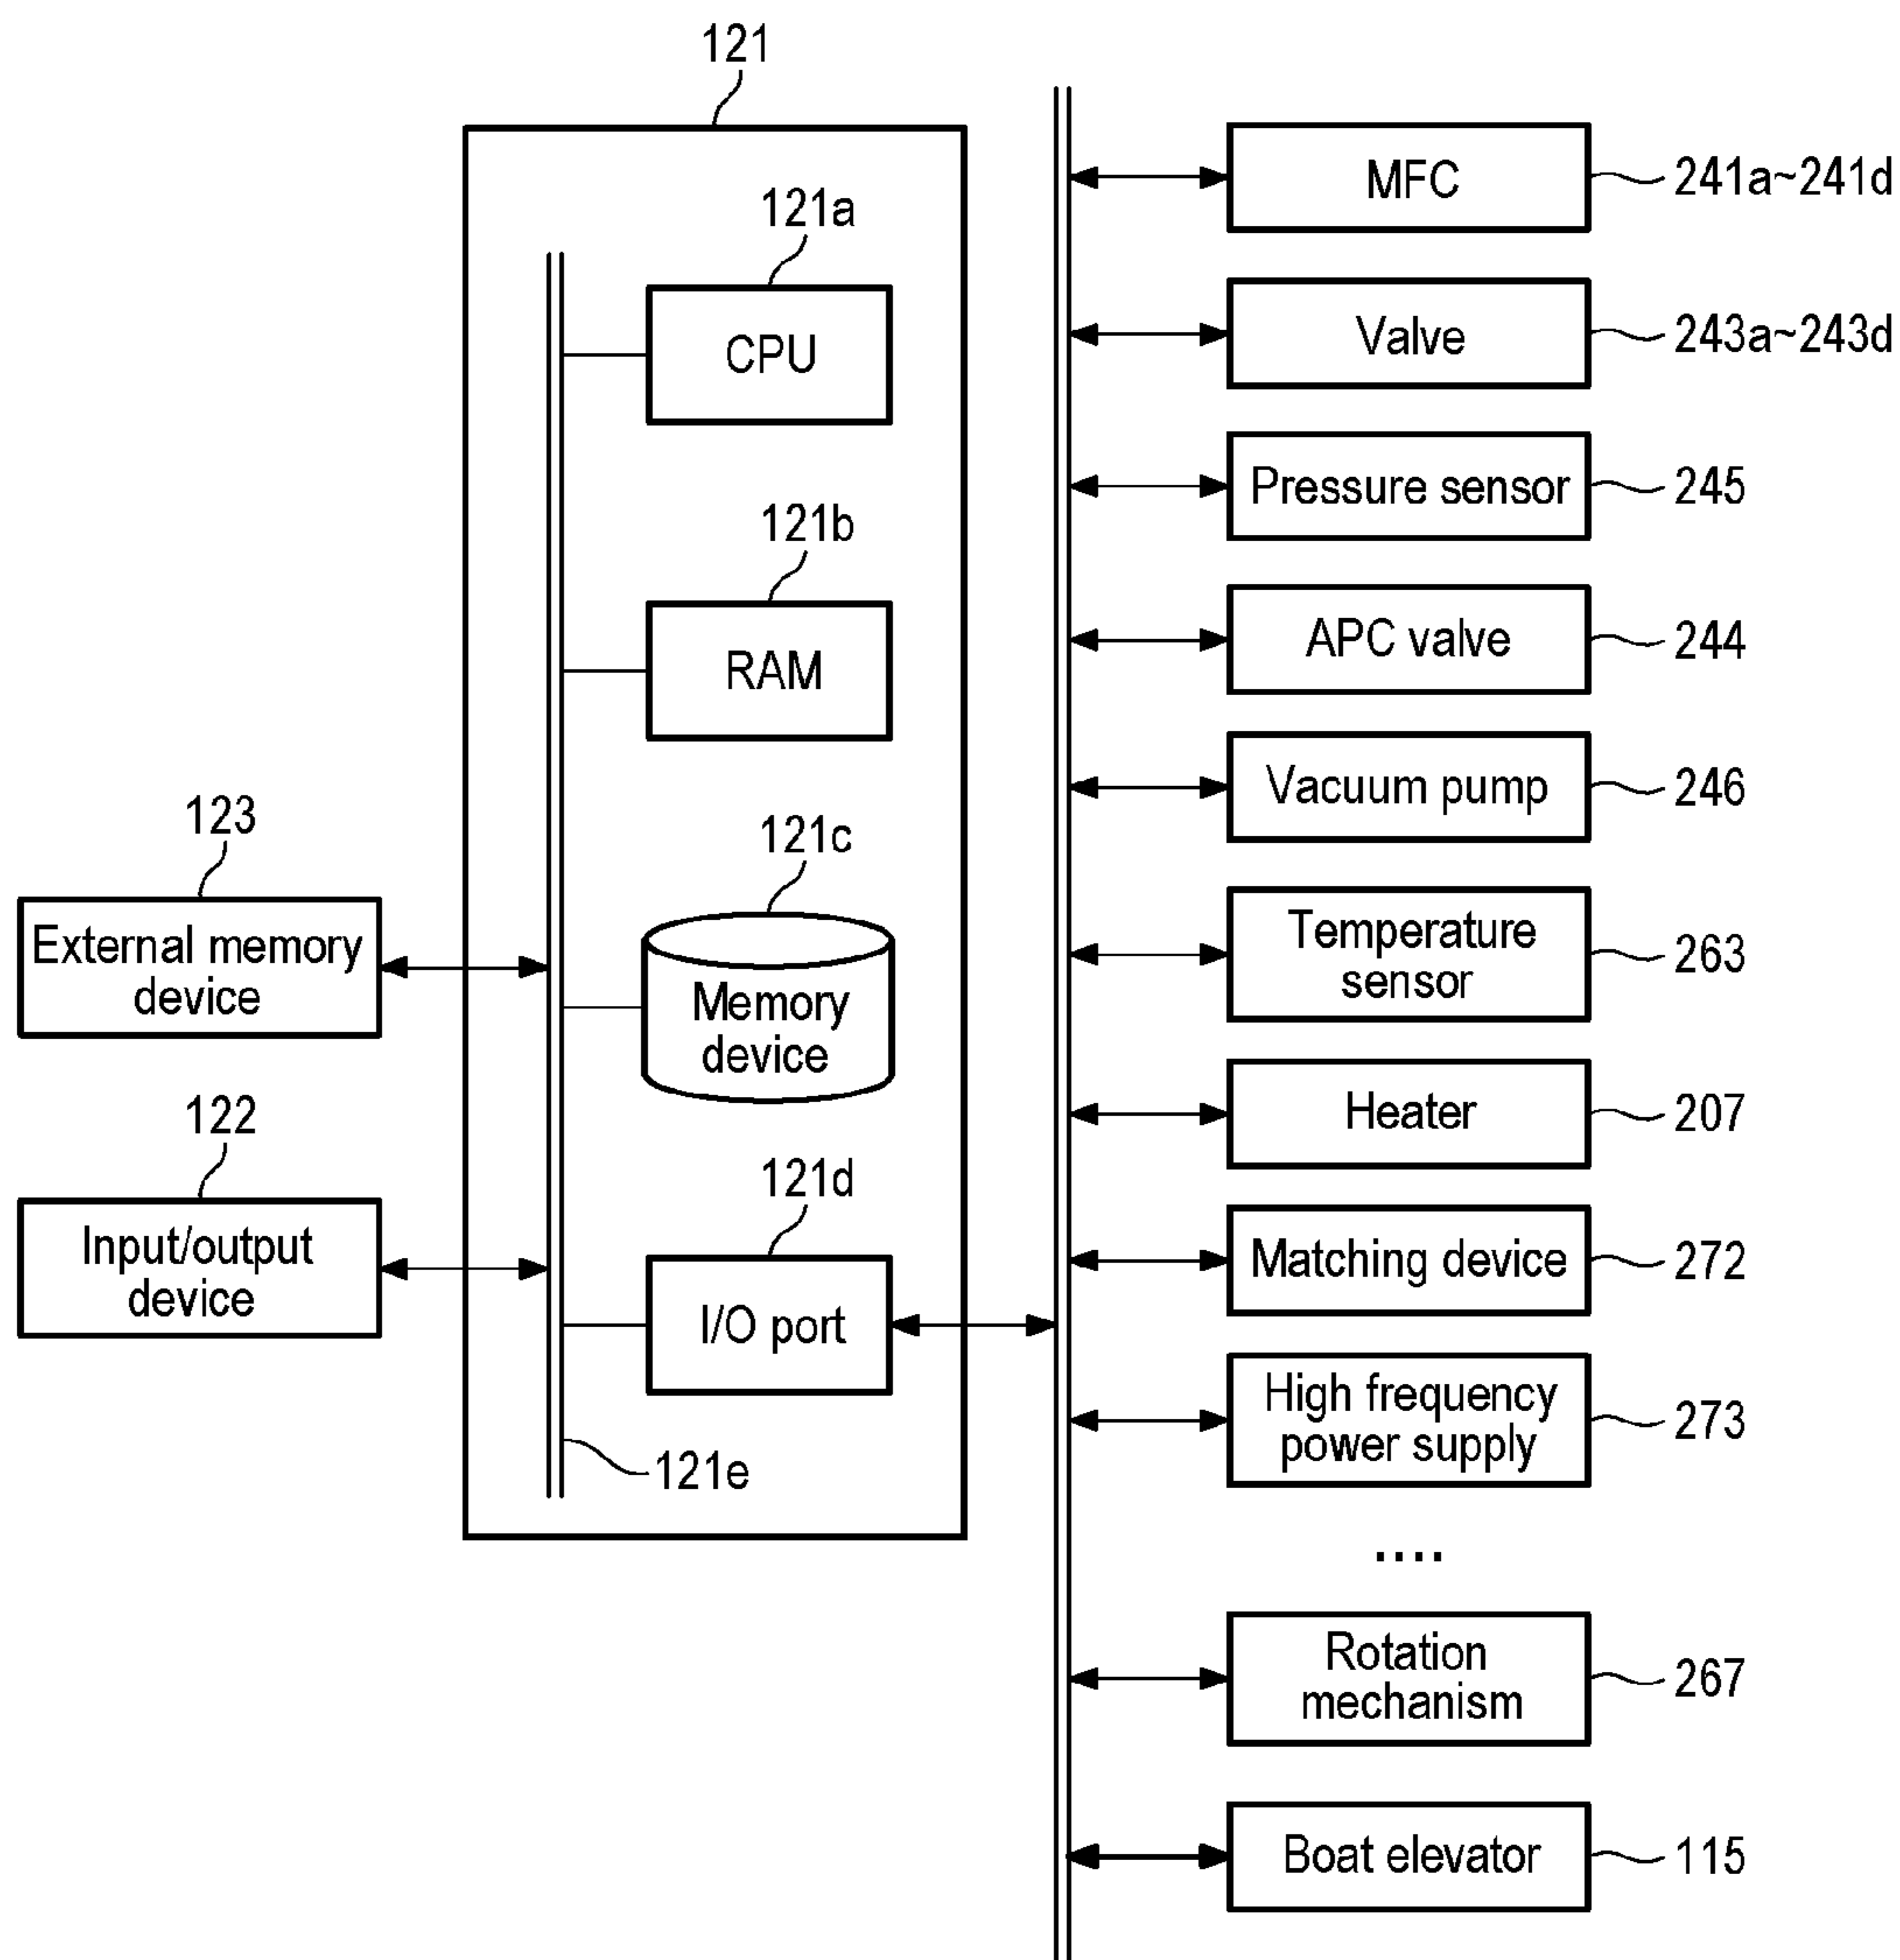 121
121a
CPU
121b
RAM
121c
Memory
device
121d
I/O port
121e
123
External memory
device
122
Input/output
device
MFC
241a~241d
Valve
243a~243d
Pressure sensor
245
APC valve
244
Vacuum pump
246
Temperature
sensor
263
Heater
207
Matching device
272
High frequency
power supply
273
....
Rotation
mechanism
267
Boat elevator
115